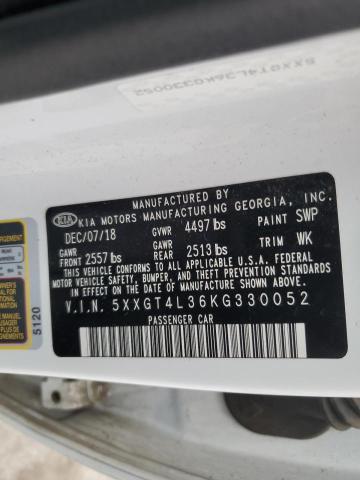 5XXGT4L36KG330052
MANUFACTURED BY
KIA KIA MOTORS MANUFACTURING GEORGIA, INC.
DEC/07/18 GVWR 4497 lbs PAINT SWP
GAWR FRONT 2557 lbs GAWR REAR 2513 lbs TRIM WK
THIS VEHICLE CONFORMS TO ALL APPLICABLE U.S.A. FEDERAL
MOTOR VEHICLE SAFETY, BUMPER, AND THEFT PREVENTION
STANDARDS IN EFFECT ON THE DATE OF MANUFACTURE SHOWN ABOVE.
V.I.N. 5XXGT4L36KG330052
PASSENGER CAR
5120